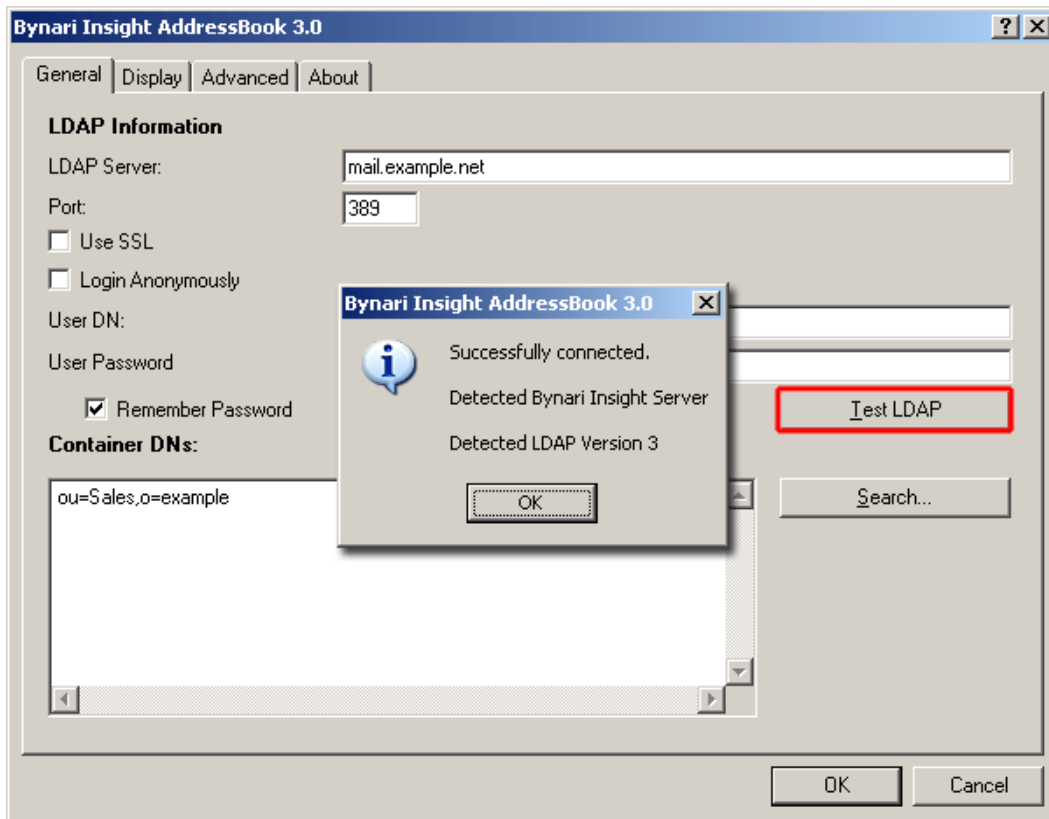 Bynari Insight AddressBook 3.0
General Display Advanced About
LDAP Information
LDAP Server: mail.example.net
Port: 389
Use SSL
Login Anonymously
User DN:
User Password
Remember Password
Test LDAP
Container DNs:
ou=Sales,o=example
Search...
Bynari Insight AddressBook 3.0
Successfully connected.
Detected Bynari Insight Server
Detected LDAP Version 3
OK
OK Cancel